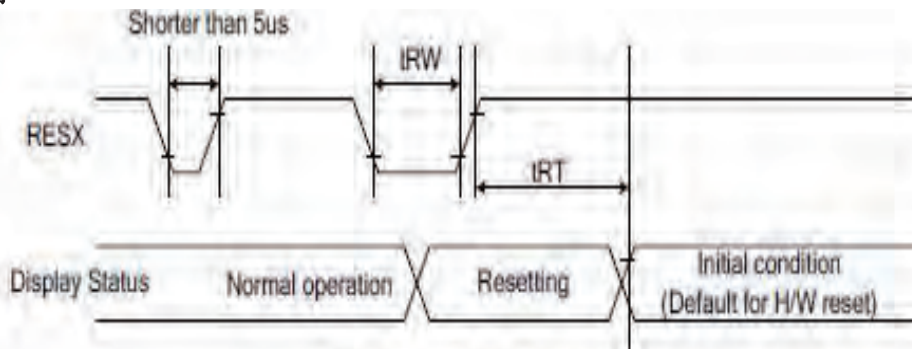 Shorter than 5us
tRW
RESX
tRT
Display Status
Normal operation
Resetting
Initial condition
(Default for H/W reset)